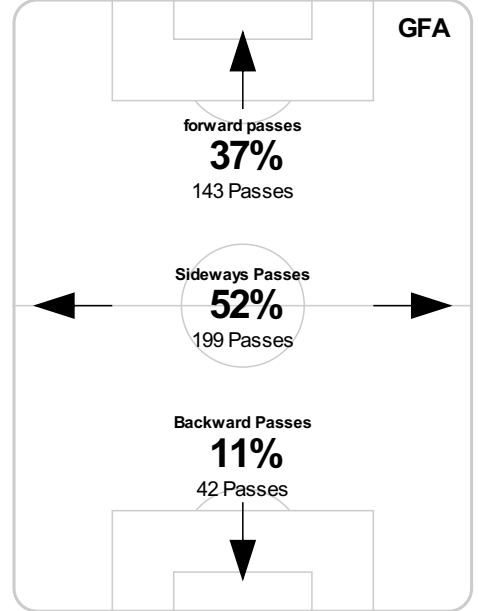 GFA
forward passes
37%
143 Passes
Sideways Passes
52%
199 Passes
Backward Passes
11%
42 Passes